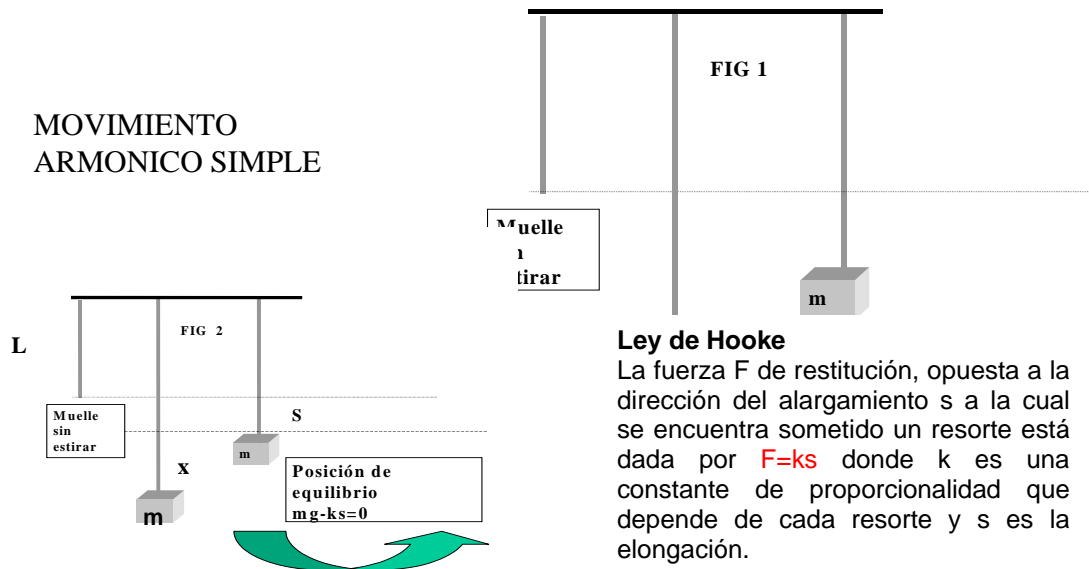 FIG 1
MOVIMIENTO
ARMONICO SIMPLE
Muelle
tirar
m
FIG 2
L
Muelle
sin
estirar
S
m
x
m
Posición de
equilibrio
mg-ks=0
Ley de Hooke
La fuerza F de restitución, opuesta a la
dirección del alargamiento s a la cual
se encuentra sometido un resorte está
dada por F=ks donde k es una
constante de proporcionalidad que
depende de cada resorte y s es la
elongación.